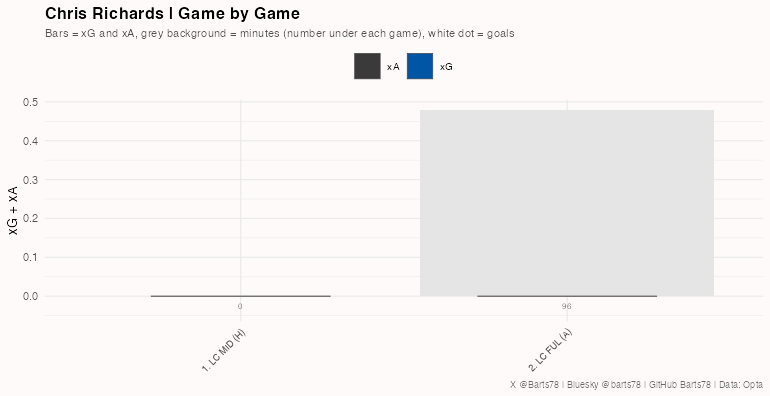 Chris Richards | Game by Game
Bars = xG and xA, grey background = minutes (number under each game), white dot = goals
xA
xG
xG + xA
0.5
0.4
0.3
0.2
0.1
0.0
0
96
1. LC MID (H)
2. LC FUL (A)
X @Barts78 | Bluesky @barts78 | GitHub Barts78 | Data: Opta